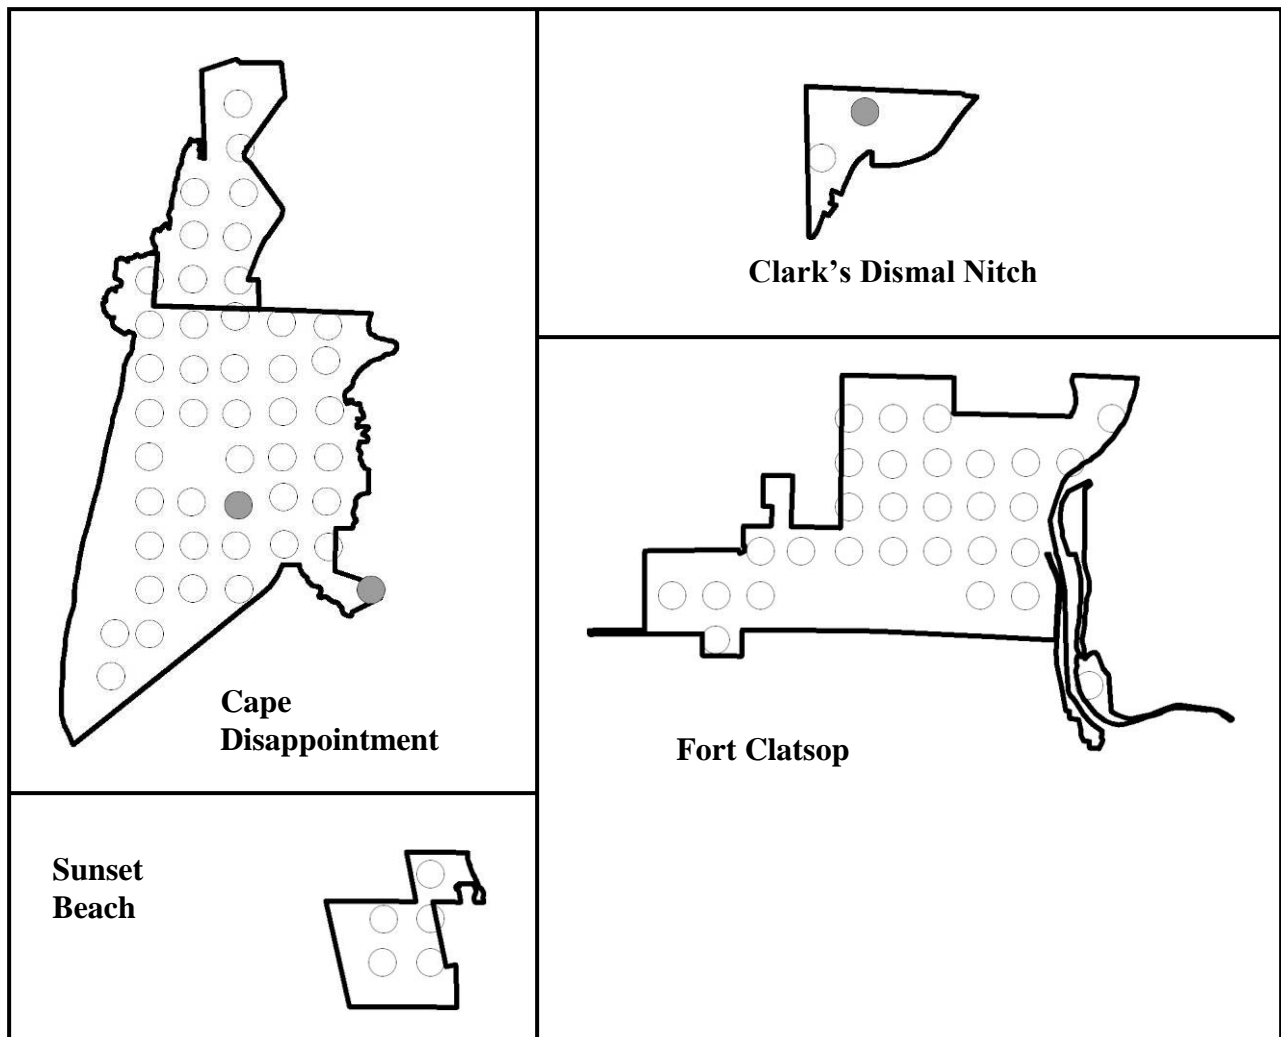 Clark’s Dismal Nitch
Cape
Disappointment
Fort Clatsop
Sunset
Beach